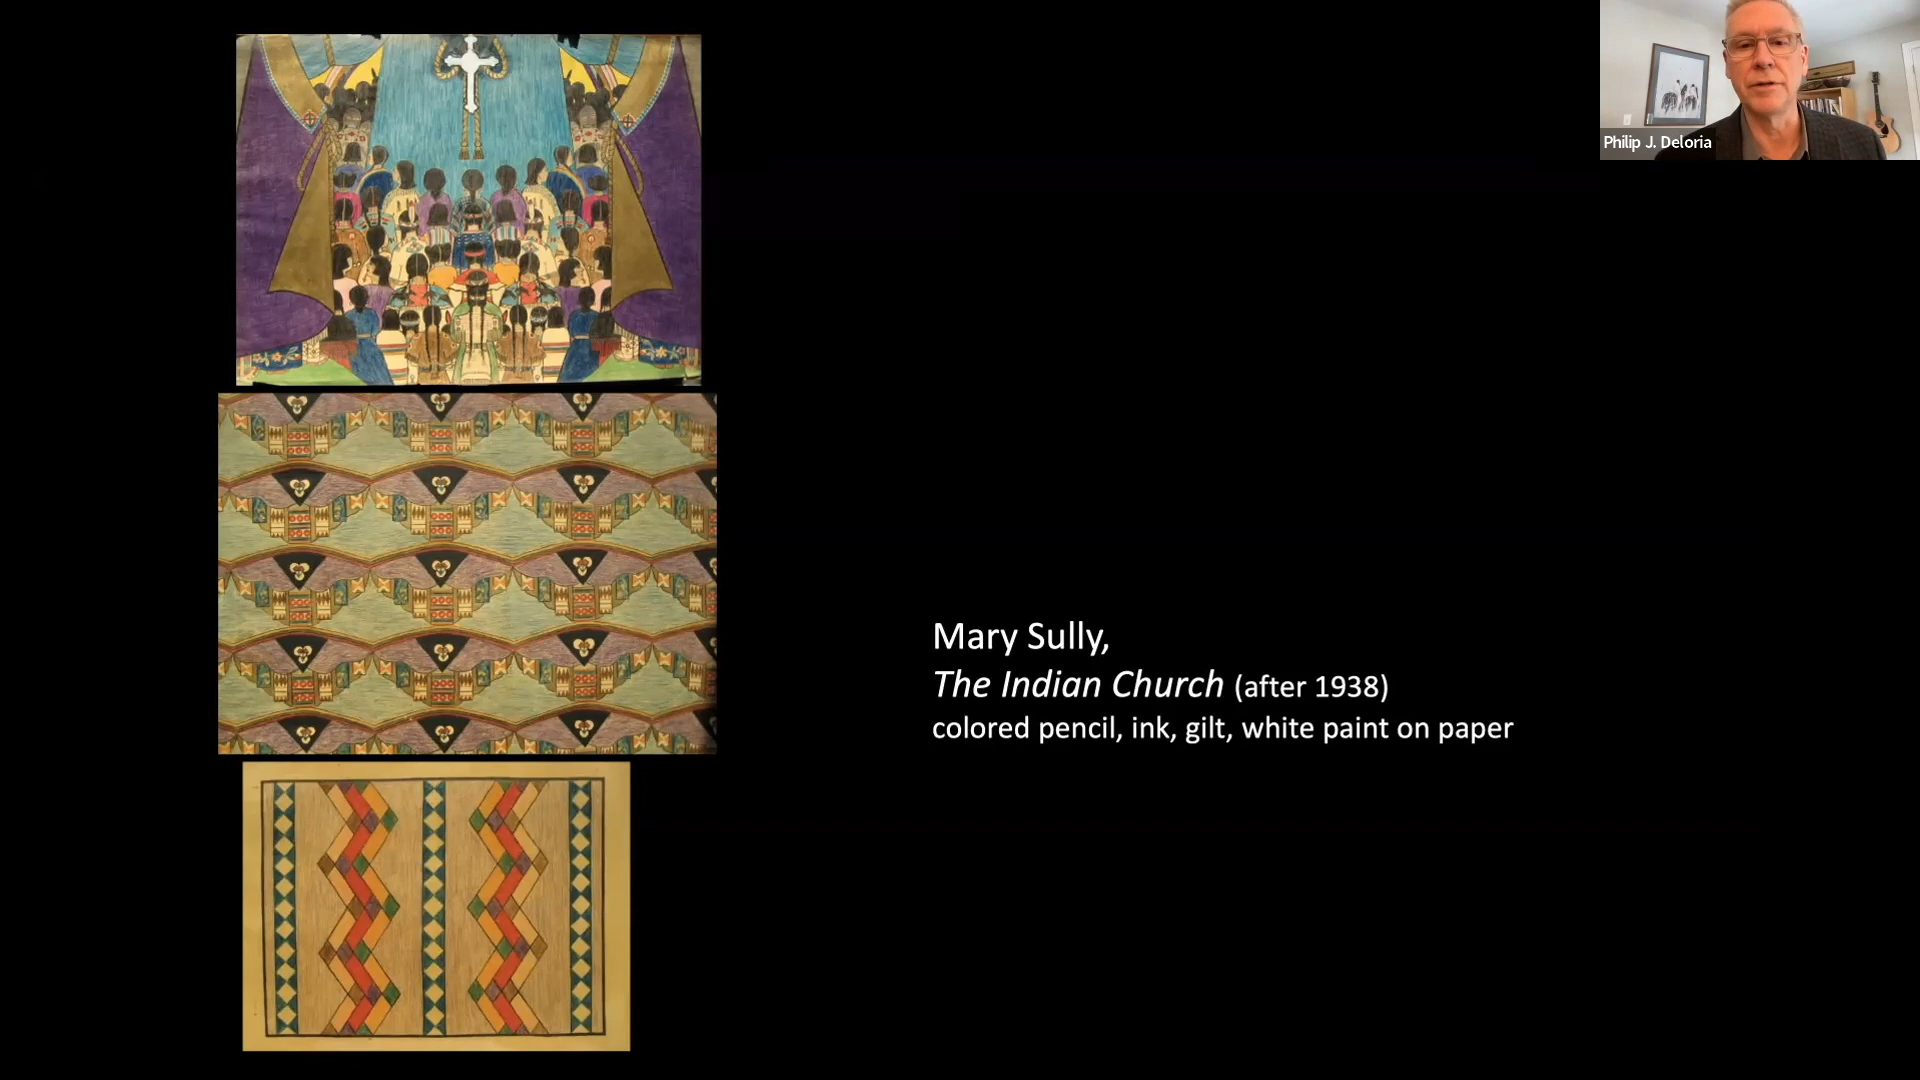 Philip J. Deloria
Mary Sully,
The Indian Church (after 1938)
colored pencil, ink, gilt, white paint on paper